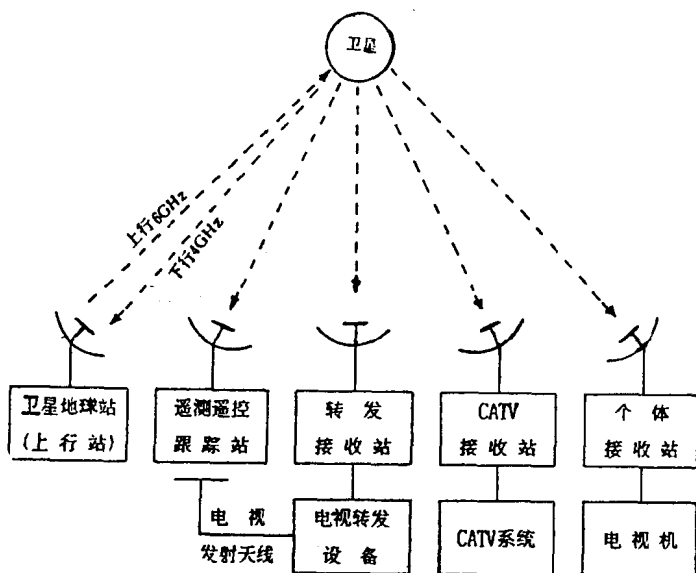 卫星
上行6GHz
下行4GHz
卫星地球站
(上行站)
遥测遥控
跟踪站
转发
接收站
CATV
接收站
个体
接收站
电视
发射天线
电视转发
设备
CATV系统
电视机